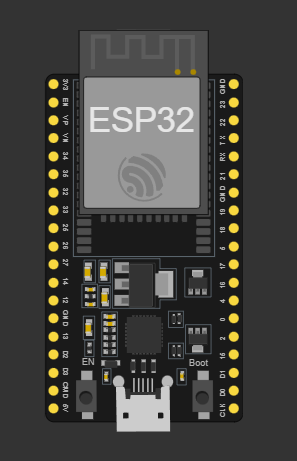 ESP32
3V3
EN
VP
VN
34
35
32
33
25
26
27
14
12
GND
13
D2
D3
CMD
5V
GND
23
22
TX
RX
21
GND
19
18
5
17
16
4
0
2
15
D1
D0
CLK
EN
Boot